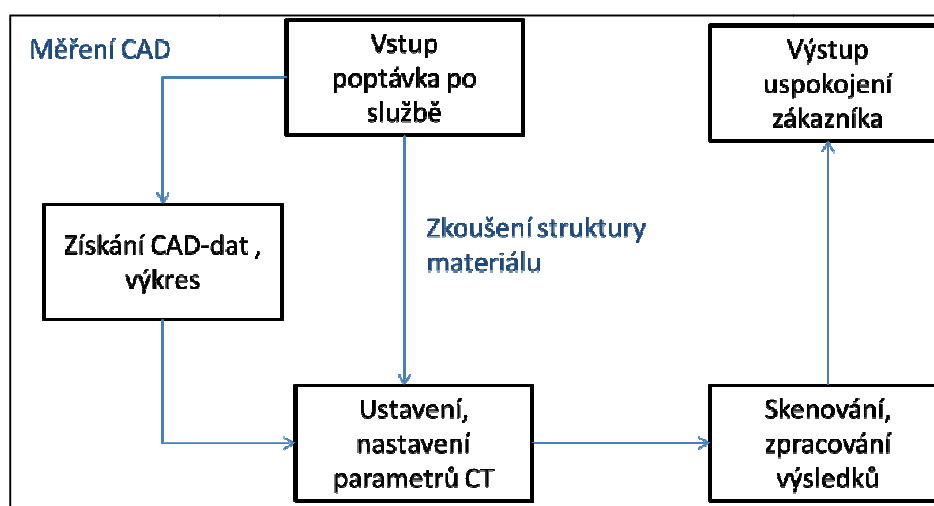 Měření CAD
Vstup
poptávka po
službě
Výstup
uspokojení
zákazníka
Získání CAD-dat ,
výkres
Zkoušení struktury
materiálu
Ustavení,
nastavení
parametrů CT
Skenování,
zpracování
výsledků